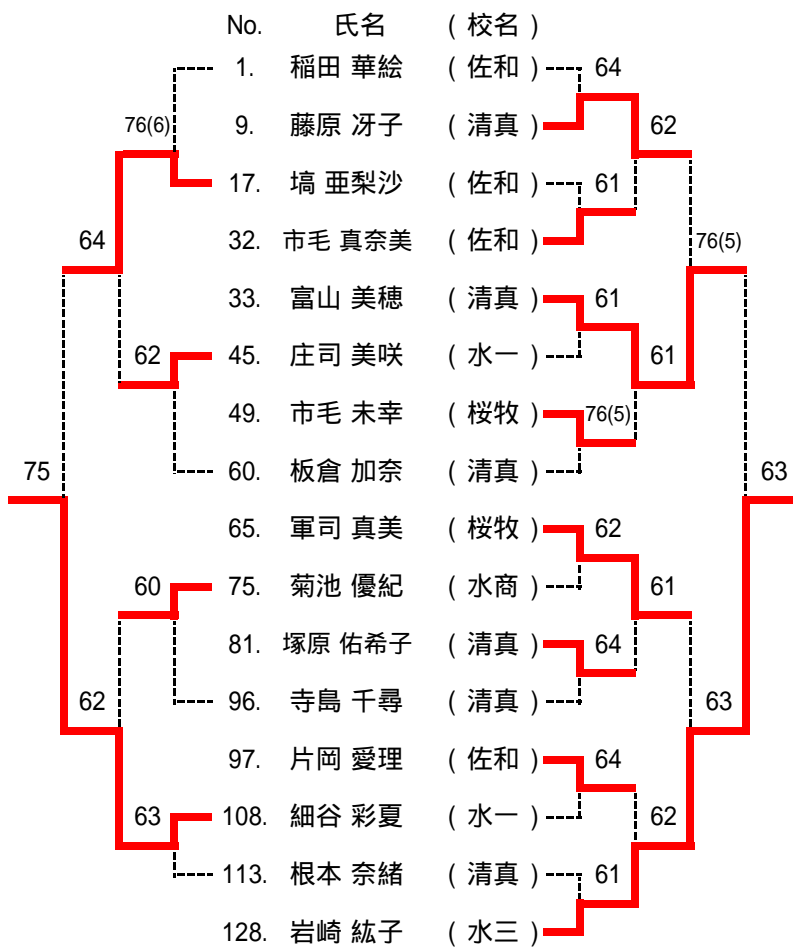 No. 氏名 (校名)
1. 稲田 華絵 (佐和) 64
76(6) 9. 藤原 冴子 (清真) 62
17. 塙 亜梨沙 (佐和) 61
64 32. 市毛 真奈美 (佐和) 76(5)
33. 富山 美穂 (清真) 61
62 45. 庄司 美咲 (水一) 61
49. 市毛 未幸 (桜牧) 76(5)
75 60. 板倉 加奈 (清真) 63
65. 軍司 真美 (桜牧) 62
60 75. 菊池 優紀 (水商) 61
81. 塚原 佑希子 (清真) 64
62 96. 寺島 千尋 (清真) 63
97. 片岡 愛理 (佐和) 64
63 108. 細谷 彩夏 (水一) 62
113. 根本 奈緒 (清真) 61
128. 岩崎 紘子 (水三)